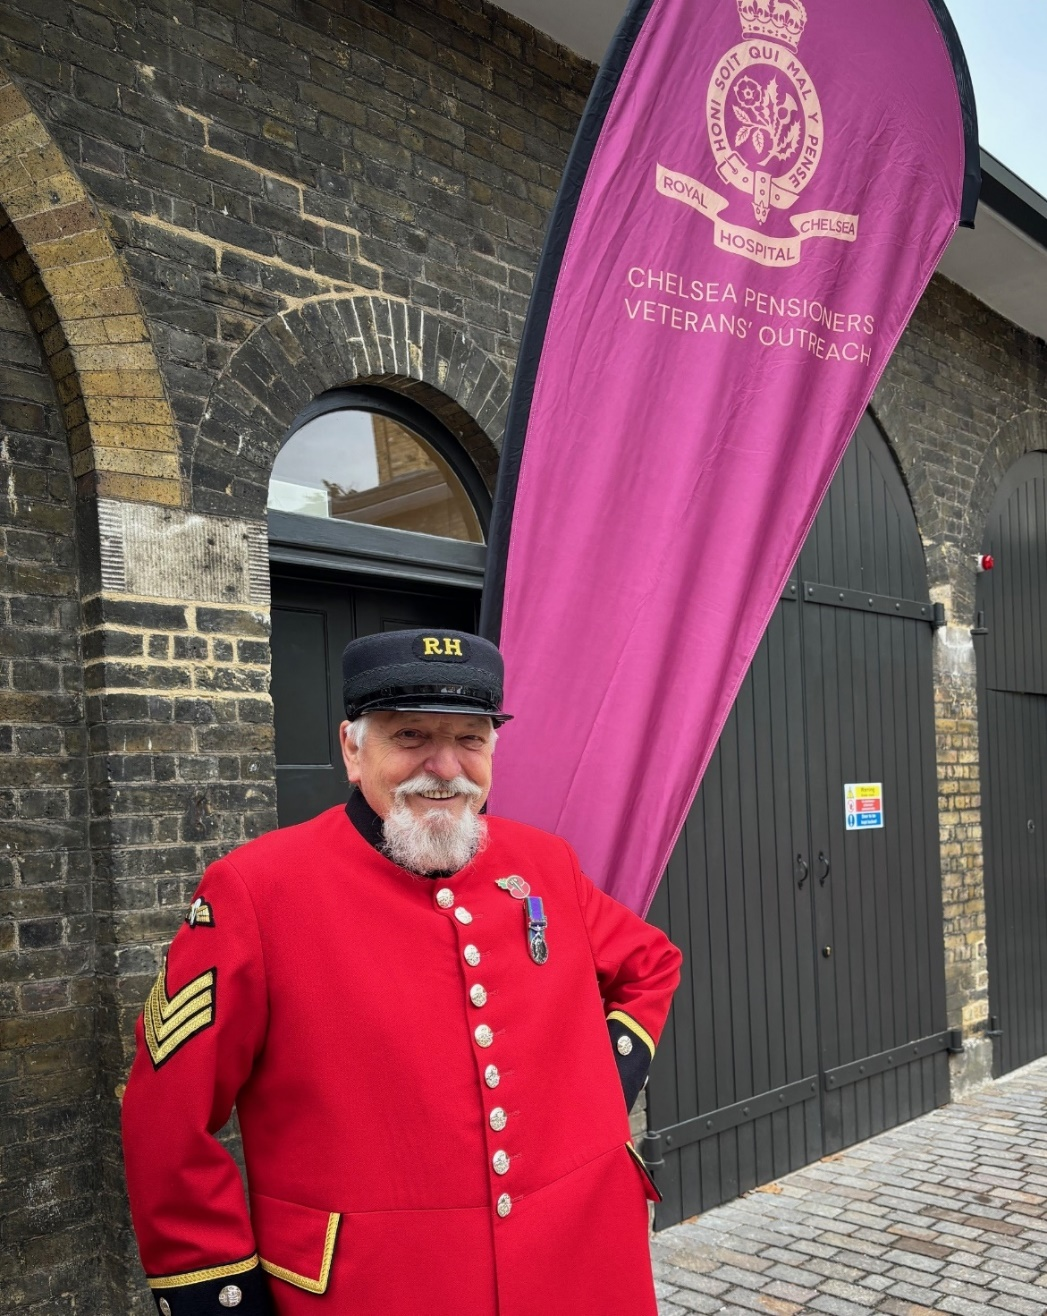 HONI SOIT QUI MAL Y PENSE
ROYAL
HOSPITAL
CHELSEA
CHELSEA PENSIONERS
VETERANS' OUTREACH
RH